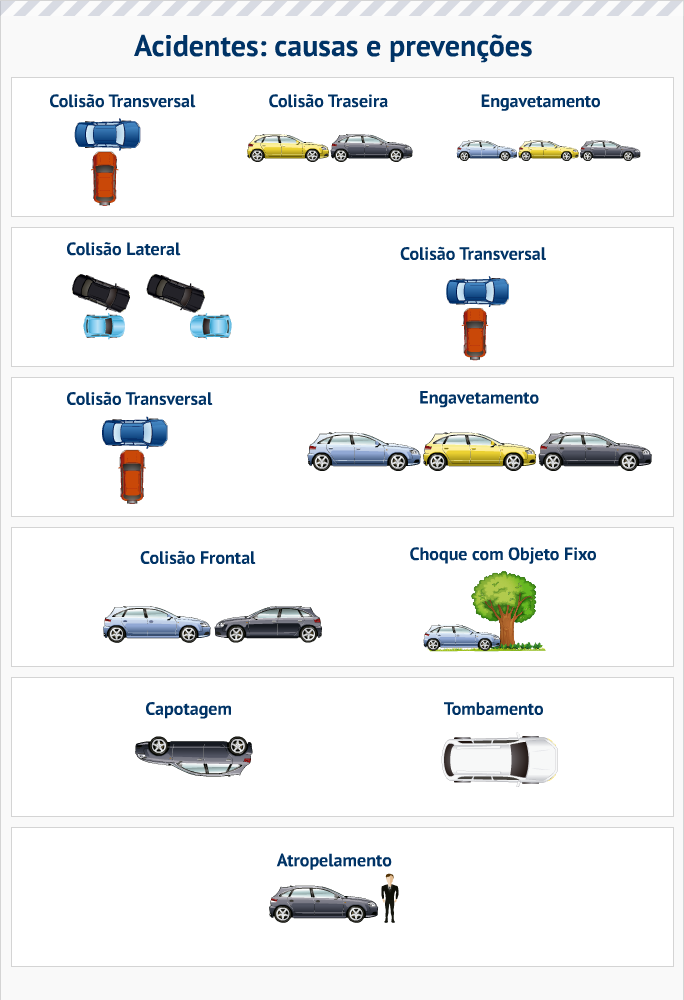 Acidentes: causas e prevenções
Colisão Transversal
Colisão Traseira
Engavetamento
Colisão Lateral
Colisão Transversal
Colisão Transversal
Engavetamento
Colisão Frontal
Choque com Objeto Fixo
Capotagem
Tombamento
Atropelamento